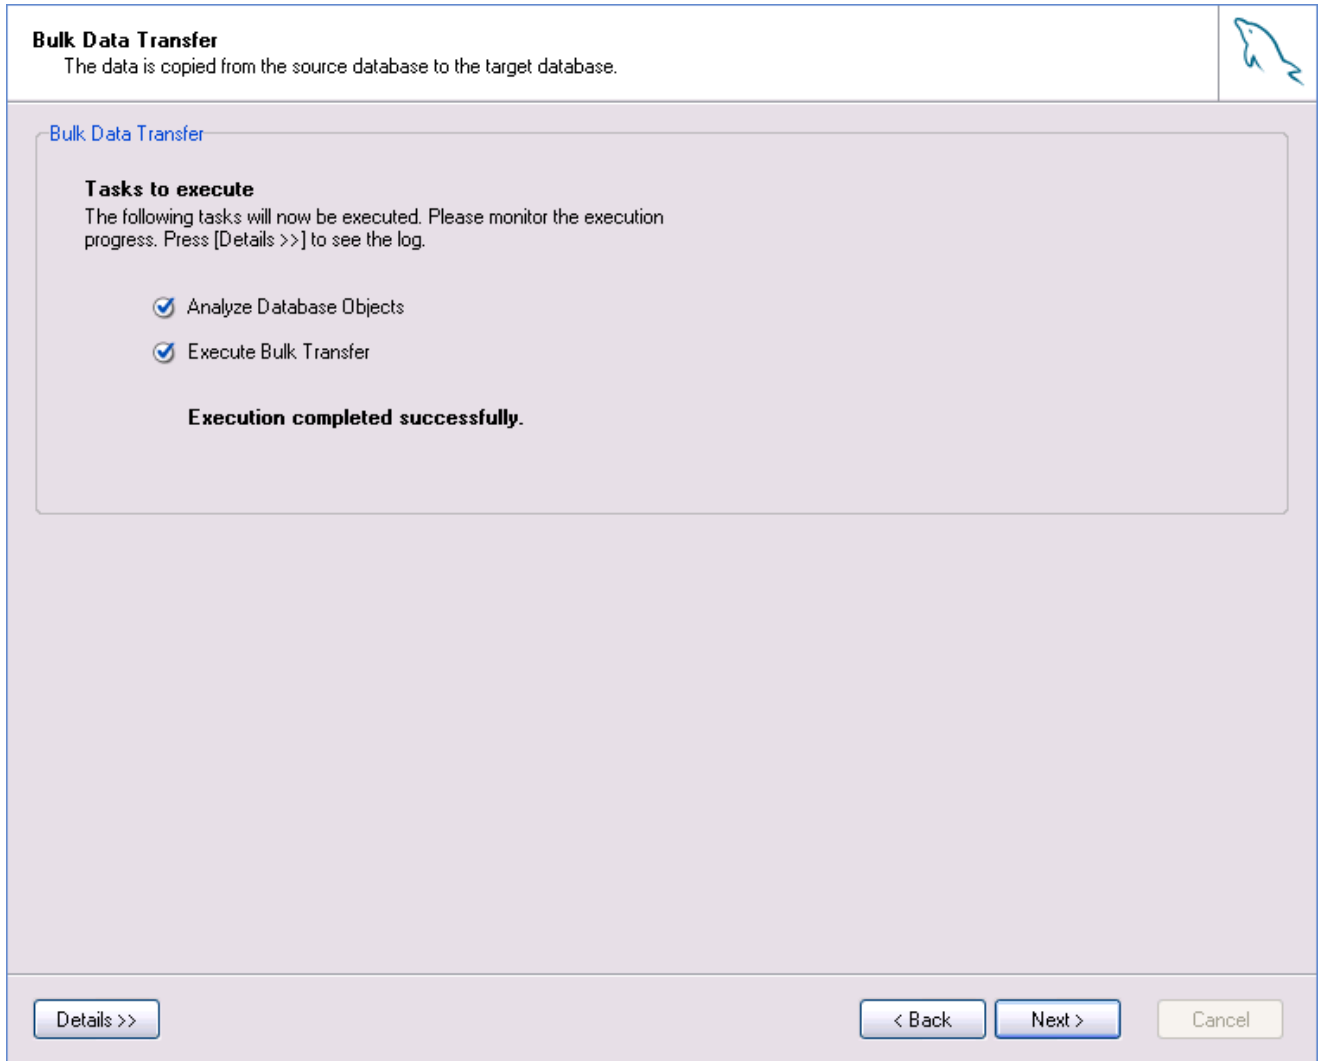 Bulk Data Transfer
The data is copied from the source database to the target database.
Bulk Data Transfer
Tasks to execute
The following tasks will now be executed. Please monitor the execution
progress. Press [Details >>] to see the log.
Analyze Database Objects
Execute Bulk Transfer
Execution completed successfully.
Details >>
< Back
Next >
Cancel